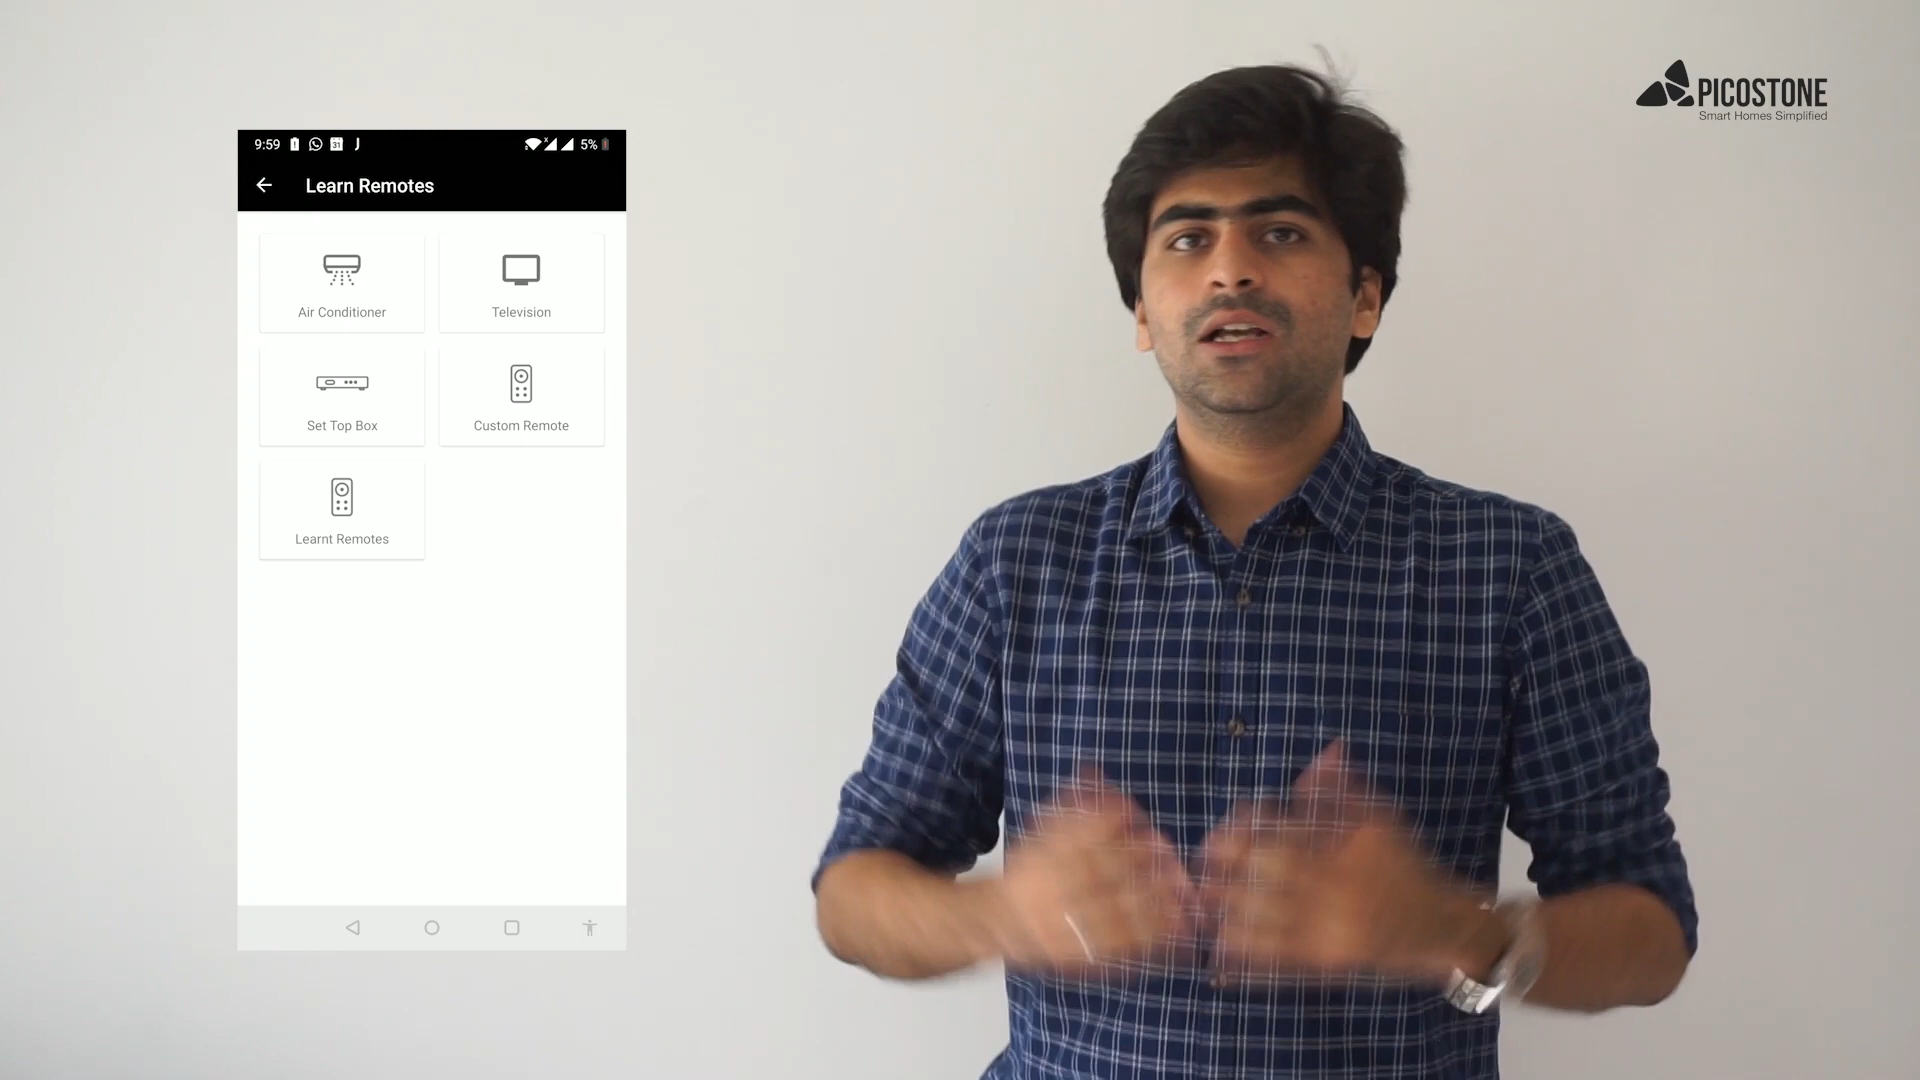 9:59
31
5%
Learn Remotes
Air Conditioner
Television
Set Top Box
Custom Remote
Learnt Remotes
PICOSTONE
Smart Homes Simplified